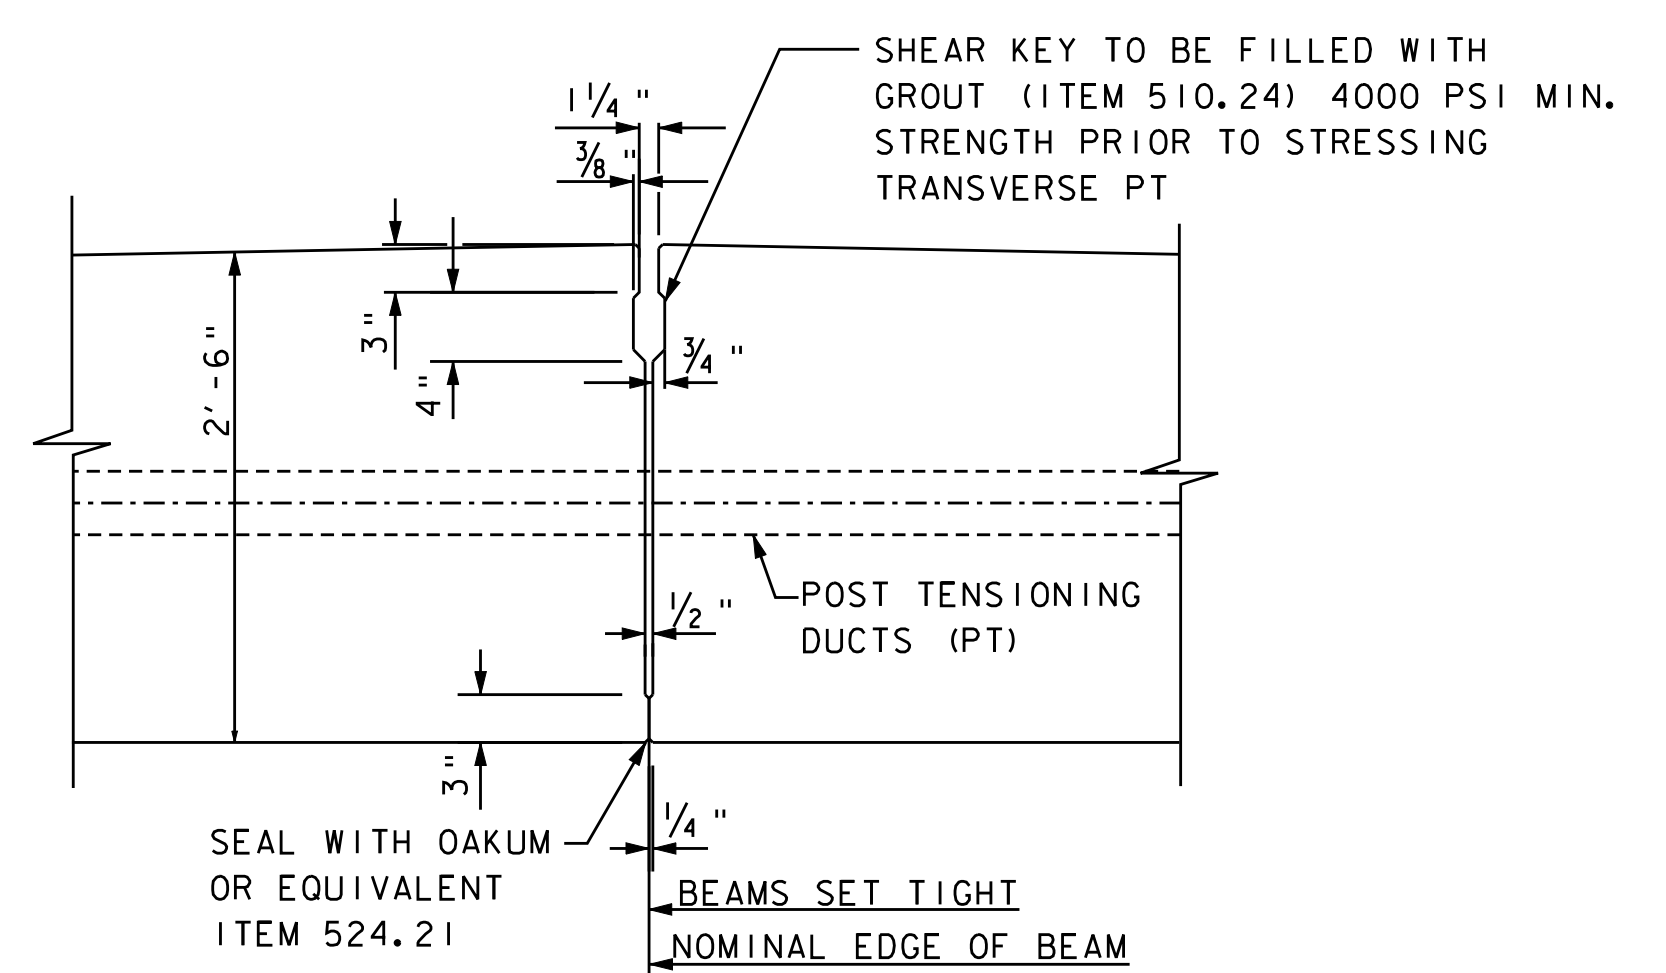 SHEAR KEY TO BE FILLED WITH
GROUT (ITEM 510.24) 4000 PSI MIN.
STRENGTH PRIOR TO STRESSING
TRANSVERSE PT
1 1/4 "
3/8 "
3"
4"
2'-6"
3/4 "
POST TENSIONING
DUCTS (PT)
1/2 "
3"
1/4 "
SEAL WITH OAKUM
OR EQUIVALENT
ITEM 524.21
BEAMS SET TIGHT
NOMINAL EDGE OF BEAM